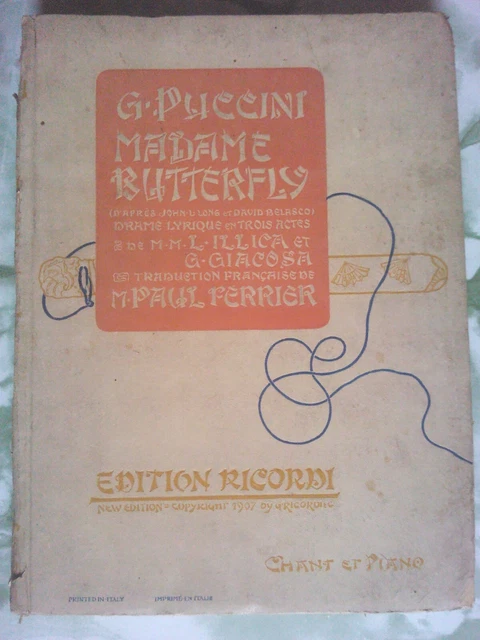 G·PUCCINI
MADAME
BUTTERFLY
(D'APRÈS JOHN·L·LONG ET DAVID BELASCO)
DRAME LYRIQUE EN TROIS ACTES
DE M·M·L·ILLICA ET
G·GIACOSA
TRADUCTION FRANÇAISE DE
M·PAUL FERRIER
EDITION RICORDI
NEW EDITION = COPYRIGHT 1907 BY G RICORDI & C
CHANT ET PIANO
PRINTED IN ITALY IMPRIMÉ EN ITALIE